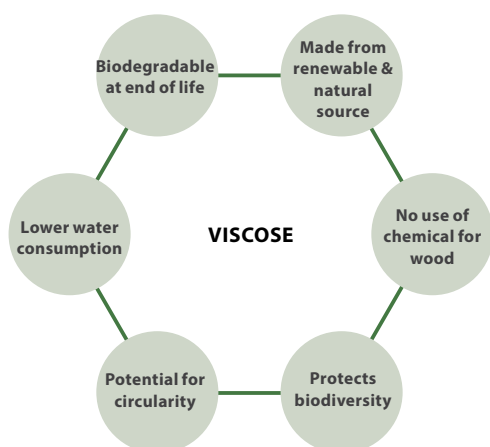 Biodegradable
at end of life
Made from
renewable &
natural
source
Lower water
consumption
VISCOSE
No use of
chemical for
wood
Potential for
circularity
Protects
biodiversity